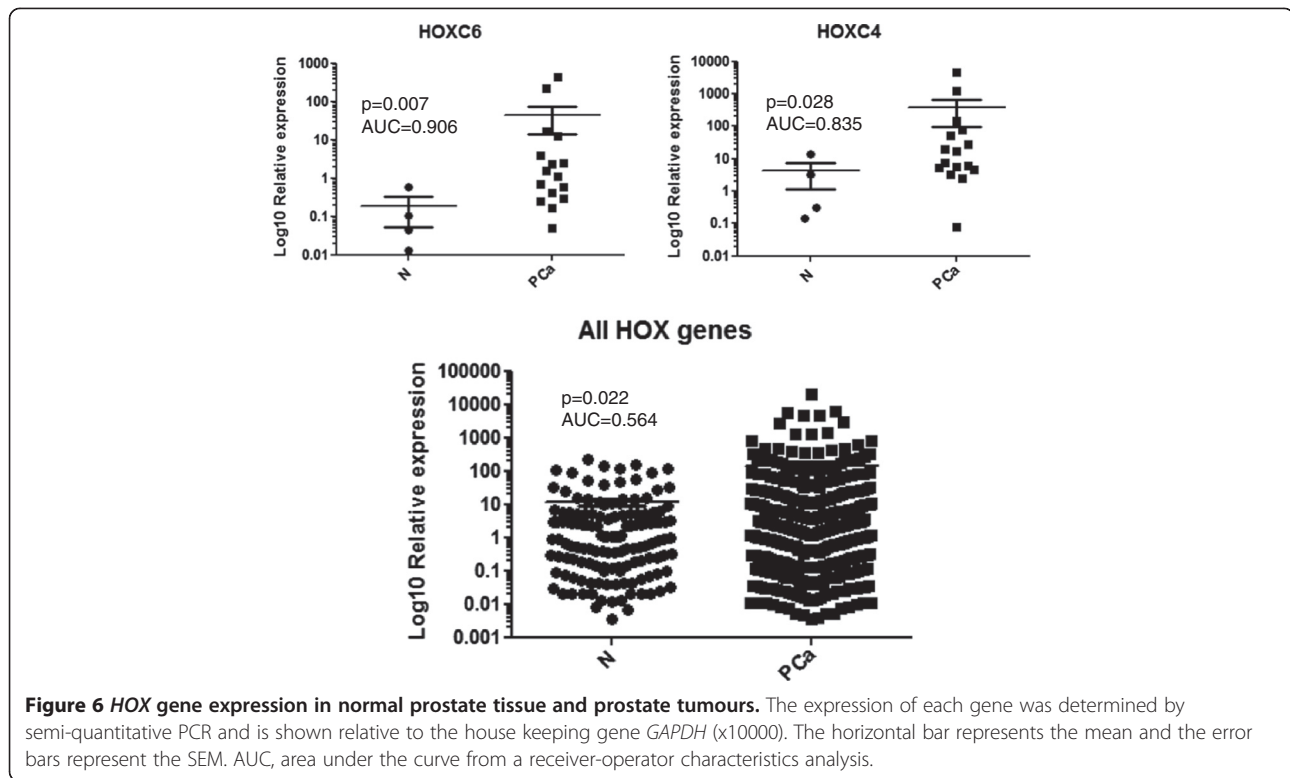 HOXC6
Log10 Relative expression
1000
100
10
1
0.1
0.01
p=0.007
AUC=0.906
N
PCa
HOXC4
Log10 Relative expression
10000
1000
100
10
1
0.1
0.01
p=0.028
AUC=0.835
N
PCa
All HOX genes
Log10 Relative expression
100000
10000
1000
100
10
1
0.1
0.01
0.001
p=0.022
AUC=0.564
N
PCa
Figure 6 HOX gene expression in normal prostate tissue and prostate tumours. The expression of each gene was determined by
semi-quantitative PCR and is shown relative to the house keeping gene GAPDH (x10000). The horizontal bar represents the mean and the error
bars represent the SEM. AUC, area under the curve from a receiver-operator characteristics analysis.